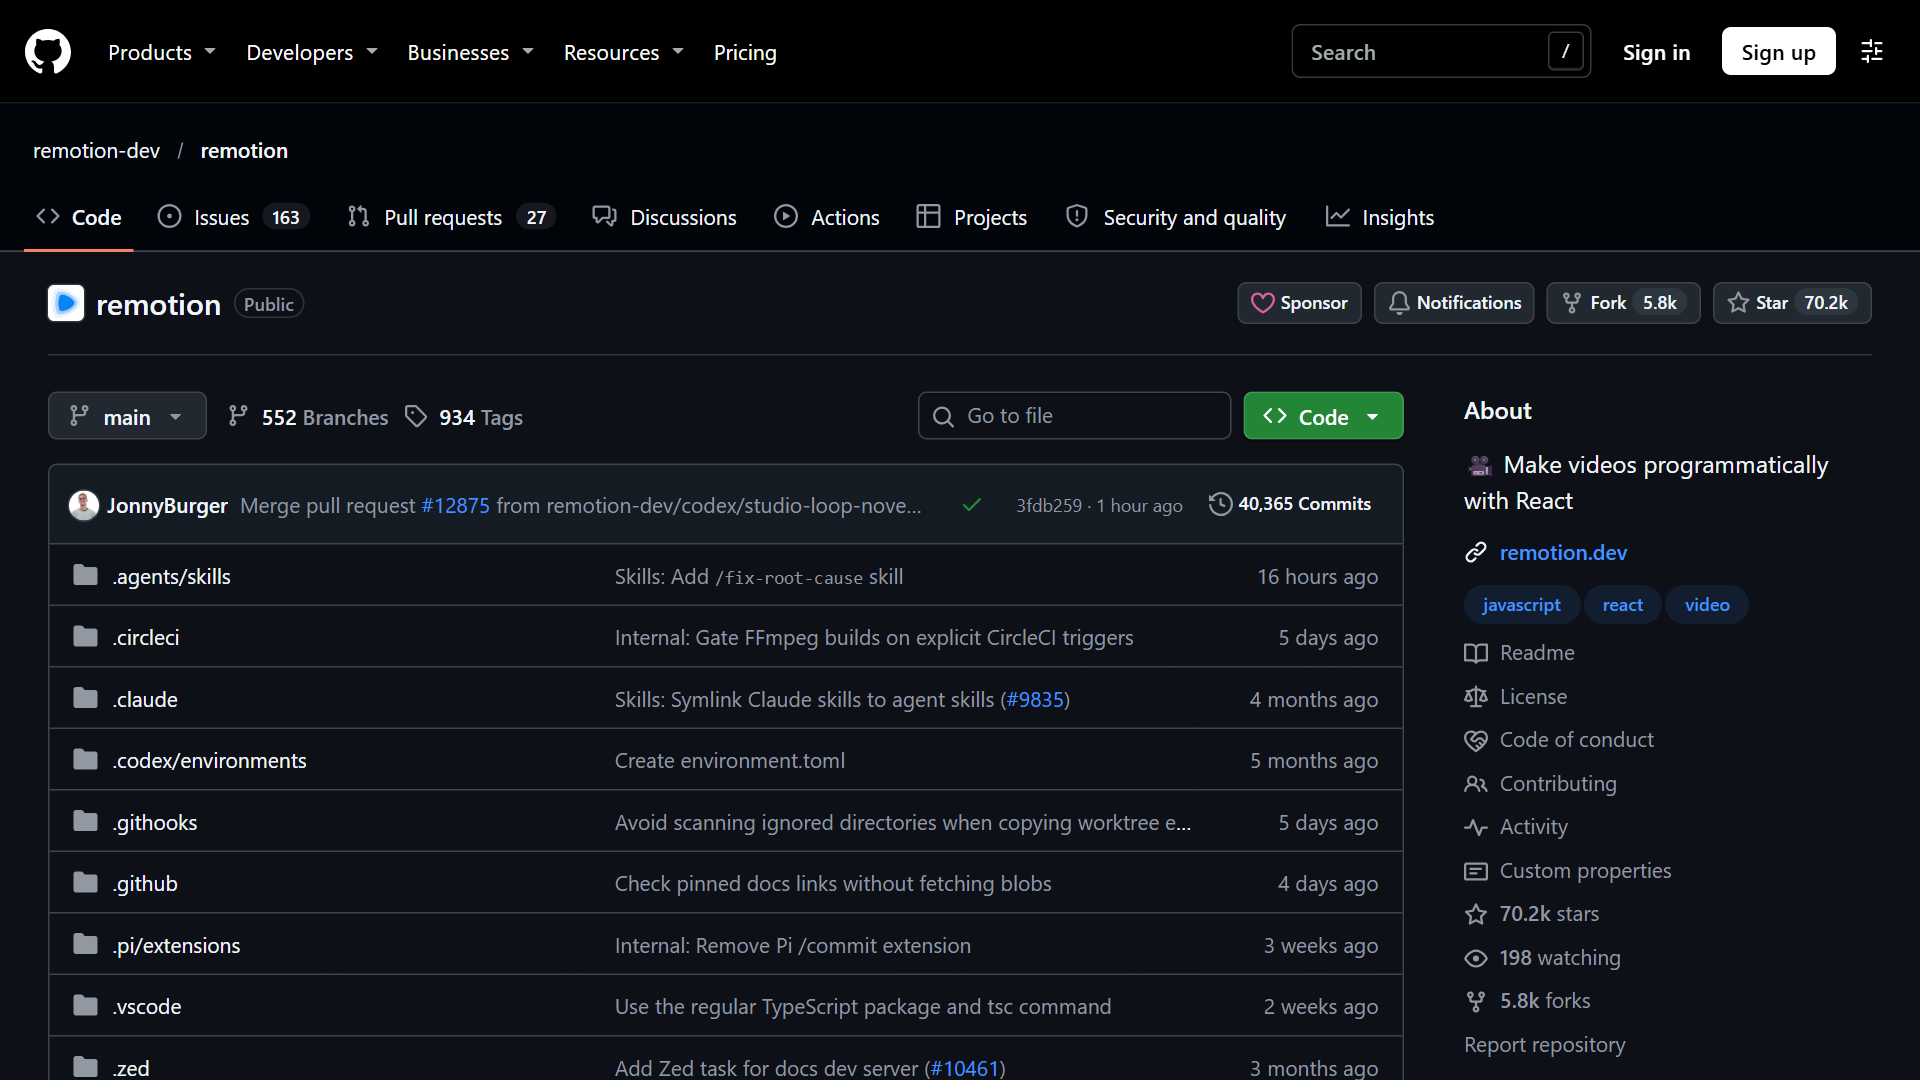 Products Developers Businesses Resources Pricing Search / Sign in Sign up
remotion-dev / remotion
Code Issues 163 Pull requests 27 Discussions Actions Projects Security and quality Insights
remotion Public Sponsor Notifications Fork 5.8k Star 70.2k
main 552 Branches 934 Tags Go to file Code
JonnyBurger Merge pull request #12875 from remotion-dev/codex/studio-loop-nove... 3fdb259 · 1 hour ago 40,365 Commits
.agents/skills Skills: Add /fix-root-cause skill 16 hours ago
.circleci Internal: Gate FFmpeg builds on explicit CircleCI triggers 5 days ago
.claude Skills: Symlink Claude skills to agent skills (#9835) 4 months ago
.codex/environments Create environment.toml 5 months ago
.githooks Avoid scanning ignored directories when copying worktree e... 5 days ago
.github Check pinned docs links without fetching blobs 4 days ago
.pi/extensions Internal: Remove Pi /commit extension 3 weeks ago
.vscode Use the regular TypeScript package and tsc command 2 weeks ago
.zed Add Zed task for docs dev server (#10461) 3 months ago
About
🎥 Make videos programmatically
with React
remotion.dev
javascript react video
Readme
License
Code of conduct
Contributing
Activity
Custom properties
70.2k stars
198 watching
5.8k forks
Report repository